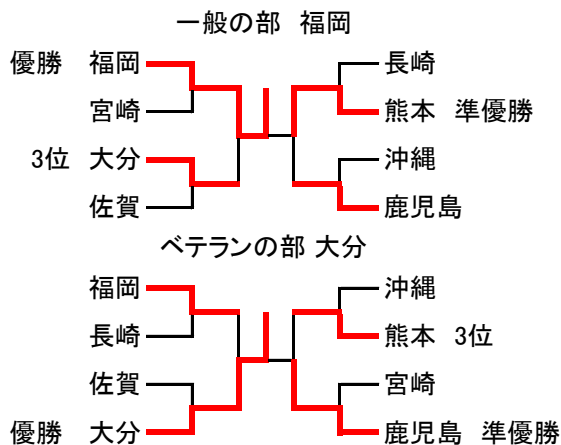 一般の部 福岡
優勝 福岡
宮崎
3位 大分
佐賀
長崎
熊本 準優勝
沖縄
鹿児島
ベテランの部 大分
福岡
長崎
佐賀
優勝 大分
沖縄
熊本 3位
宮崎
鹿児島 準優勝